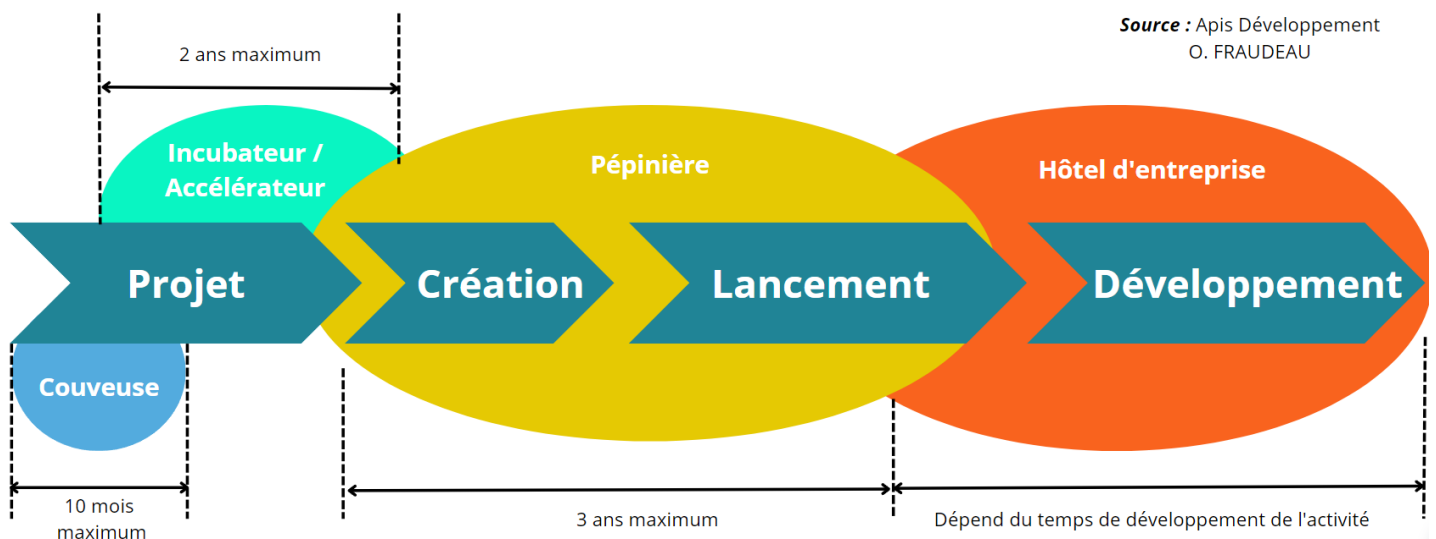 Source : Apis Développement
O. FRAUDEAU
2 ans maximum
Incubateur /
Accélérateur
Pépinière
Hôtel d'entreprise
Projet
Création
Lancement
Développement
Couveuse
10 mois
maximum
3 ans maximum
Dépend du temps de développement de l'activité